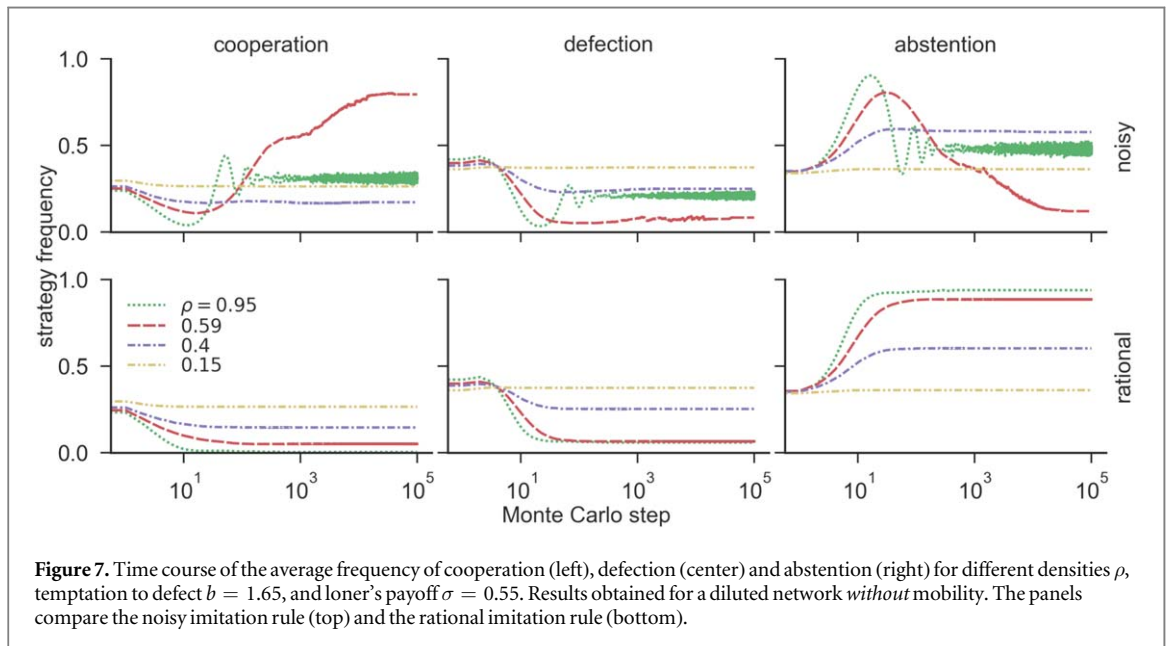 cooperation
defection
abstention
strategy frequency
1.0
0.5
0.0
noisy
1.0
0.5
0.0
ρ = 0.95
0.59
0.4
0.15
rational
10^1 10^3 10^5
10^1 10^3 10^5
10^1 10^3 10^5
Monte Carlo step
Figure 7. Time course of the average frequency of cooperation (left), defection (center) and abstention (right) for different densities ρ,
temptation to defect b = 1.65, and loner's payoff σ = 0.55. Results obtained for a diluted network without mobility. The panels
compare the noisy imitation rule (top) and the rational imitation rule (bottom).